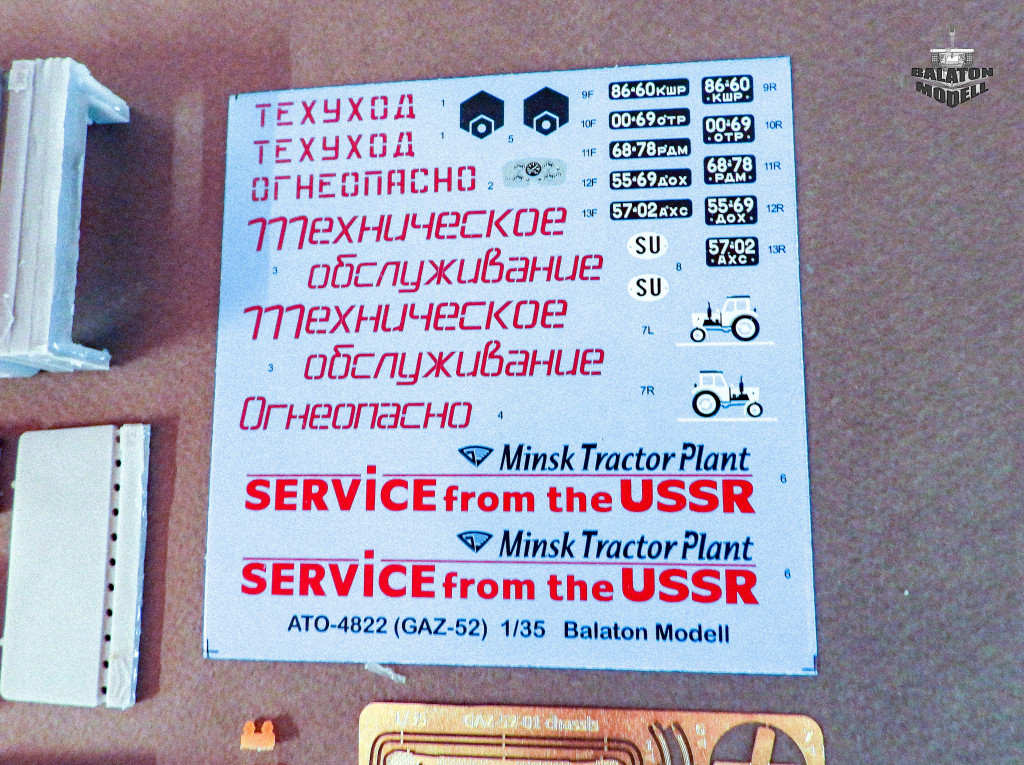 BALATON
MODELL
ТЕХУХОД 1
ТЕХУХОД 1
5
ОГНЕОПАСНО 2
Техническое
обслуживание
3
Техническое
обслуживание
3
Огнеопасно 4
9F 86-60 КШР
86-60 КШР 9R
10F 00-69 ОТР
00-69 ОТР 10R
11F 68-78 РДМ
68-78 РДМ 11R
12F 55-69 ДОХ
55-69 ДОХ 12R
13F 57-02 АХС
57-02 АХС 13R
SU
8
SU
7L
7R
Minsk Tractor Plant
SERVICE from the USSR
6
Minsk Tractor Plant
SERVICE from the USSR
6
ATO-4822 (GAZ-52) 1/35 Balaton Modell
1/35 GAZ-52-01 chassis